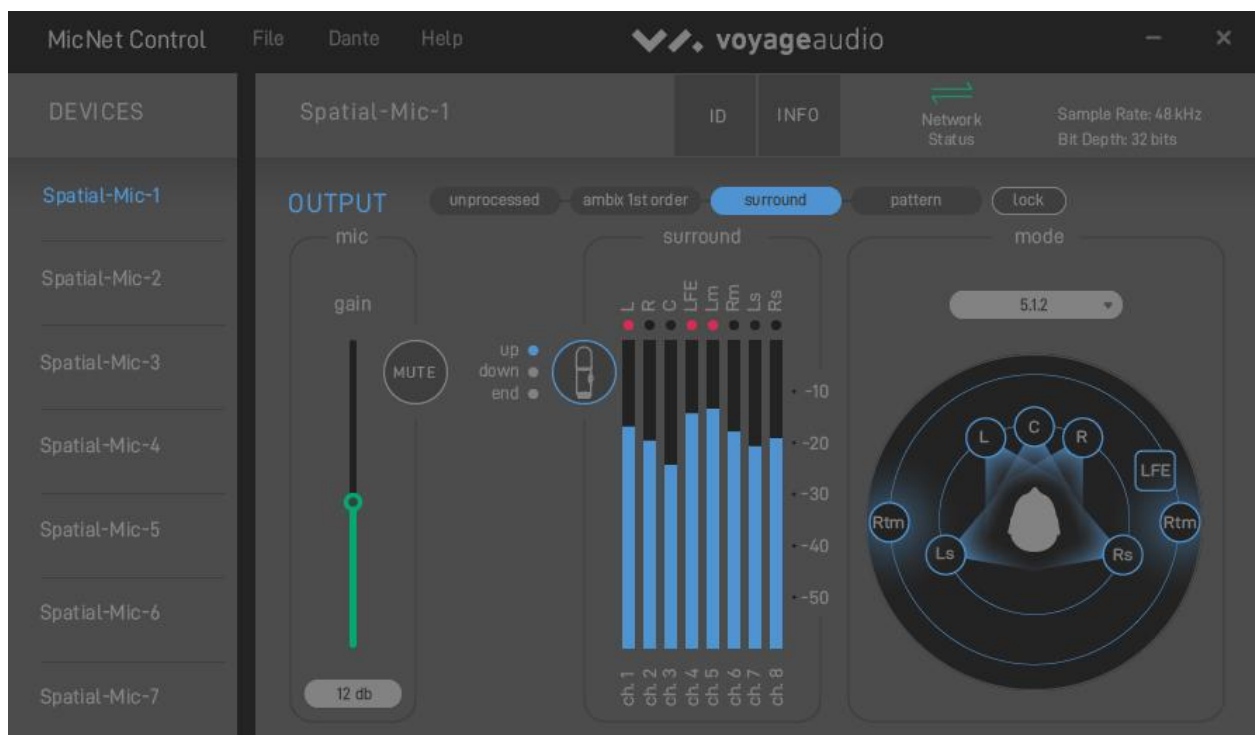 MicNet Control File Dante Help voyageaudio
DEVICES
Spatial-Mic-1
ID
INFO
Network
Status
Sample Rate: 48 kHz
Bit Depth: 32 bits
Spatial-Mic-1
Spatial-Mic-2
Spatial-Mic-3
Spatial-Mic-4
Spatial-Mic-5
Spatial-Mic-6
Spatial-Mic-7
OUTPUT
unprocessed
ambix 1st order
surround
pattern
lock
mic
gain
MUTE
12 db
up
down
end
surround
L
R
C
LFE
Lm
Rm
Ls
Rs
-10
-20
-30
-40
-50
ch. 1
ch. 2
ch. 3
ch. 4
ch. 5
ch. 6
ch. 7
ch. 8
mode
5.1.2
L
C
R
LFE
Rtm
Rtm
Ls
Rs